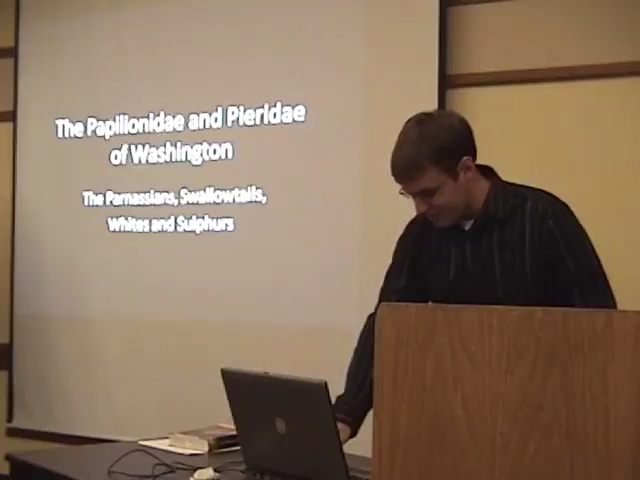 The Papilionidae and Pieridae
of Washington
The Parnassians, Swallowtails,
Whites and Sulphurs